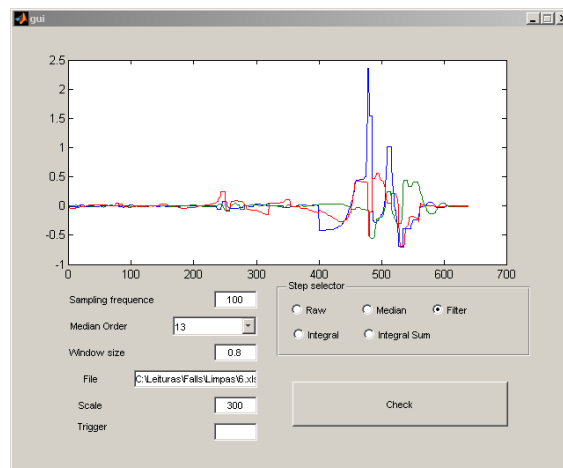 gui
2.5
2
1.5
1
0.5
0
-0.5
-1
0 100 200 300 400 500 600 700
Sampling frequence 100
Median Order 13
Window size 0.8
File C:\Leituras\Falls\Limpas\6.xls
Scale 300
Trigger
Step selector
Raw Median Filter
Integral Integral Sum
Check